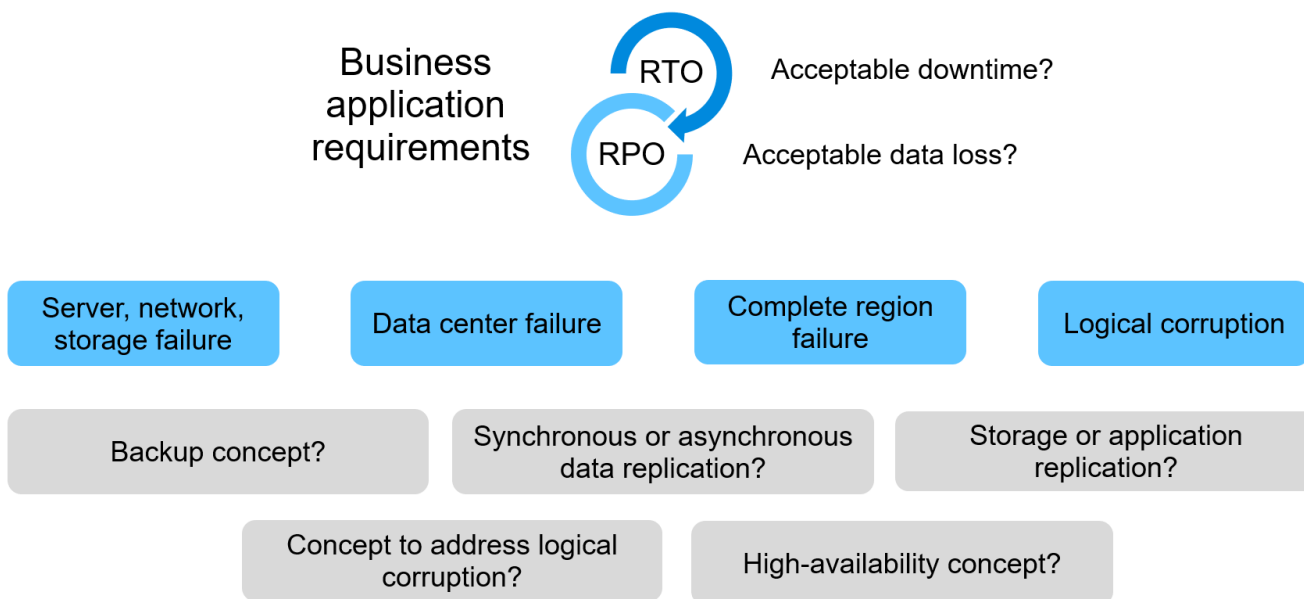 Business
application
requirements
RTO
Acceptable downtime?
RPO
Acceptable data loss?
Server, network,
storage failure
Data center failure
Complete region
failure
Logical corruption
Backup concept?
Synchronous or asynchronous
data replication?
Storage or application
replication?
Concept to address logical
corruption?
High-availability concept?